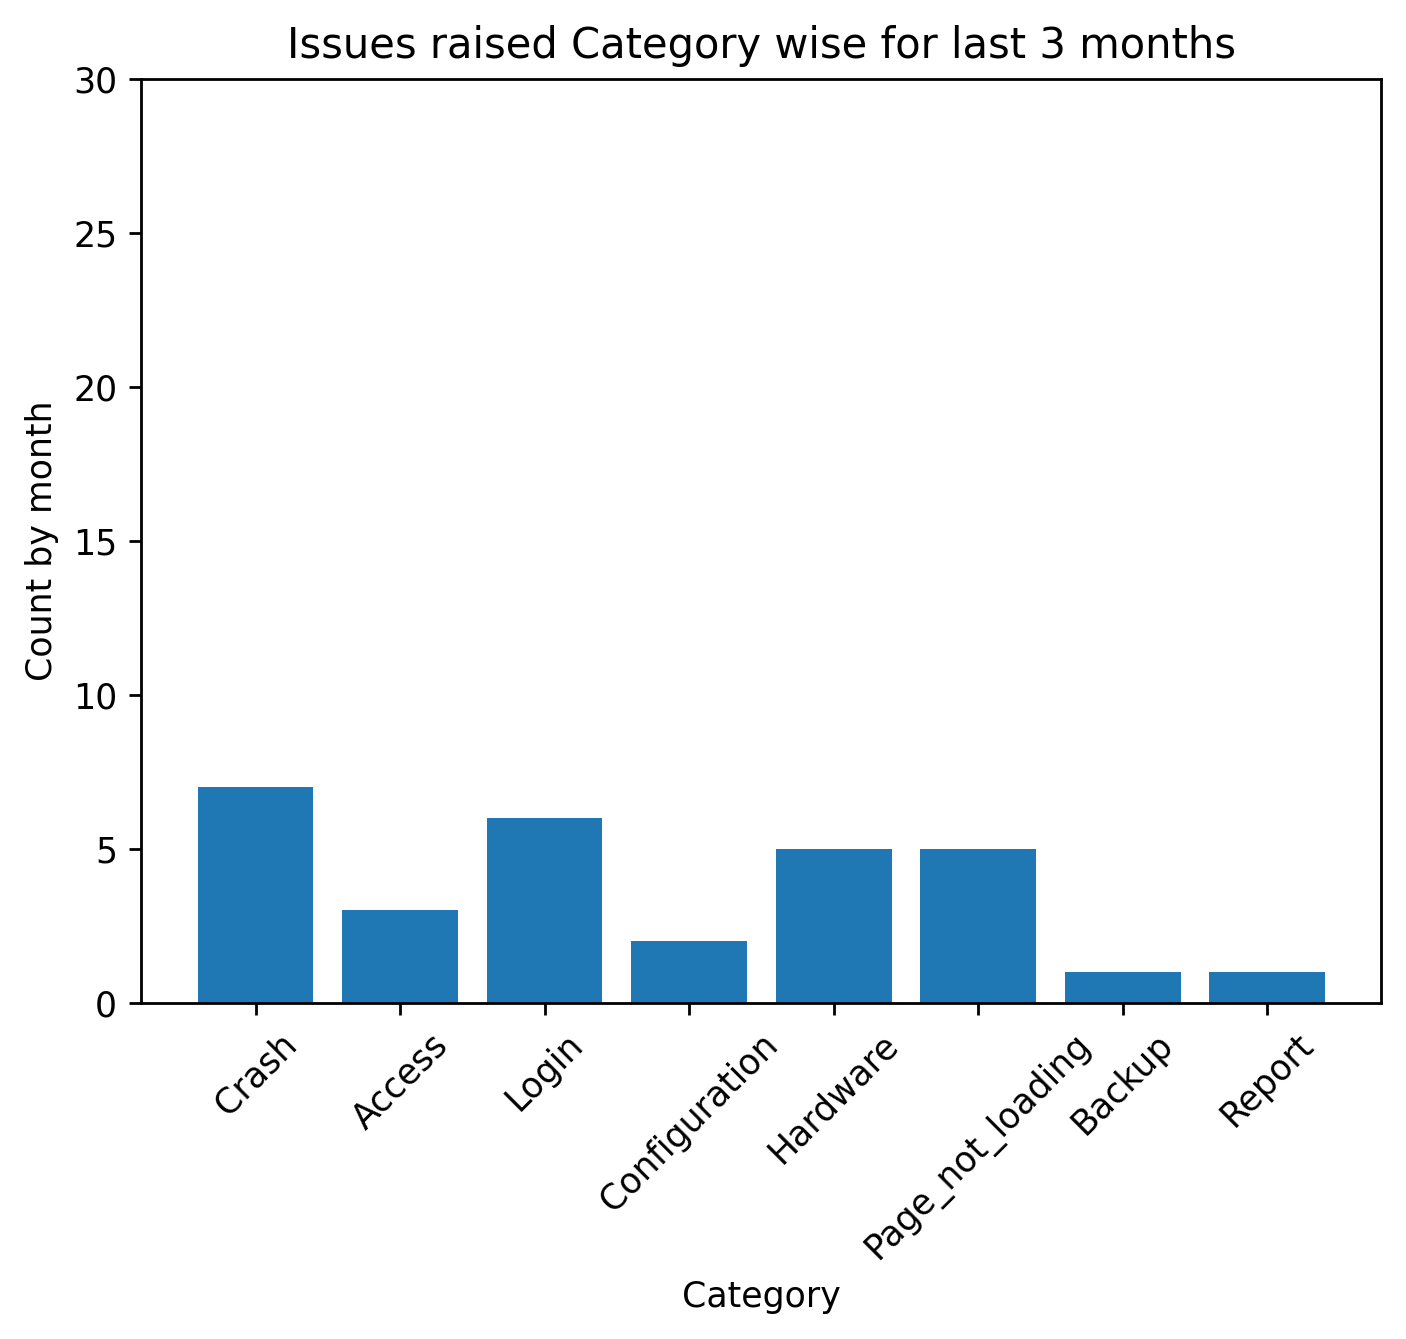 Issues raised Category wise for last 3 months
30
25
20
15
10
5
0
Count by month
Crash
Access
Login
Configuration
Hardware
Page_not_loading
Backup
Report
Category